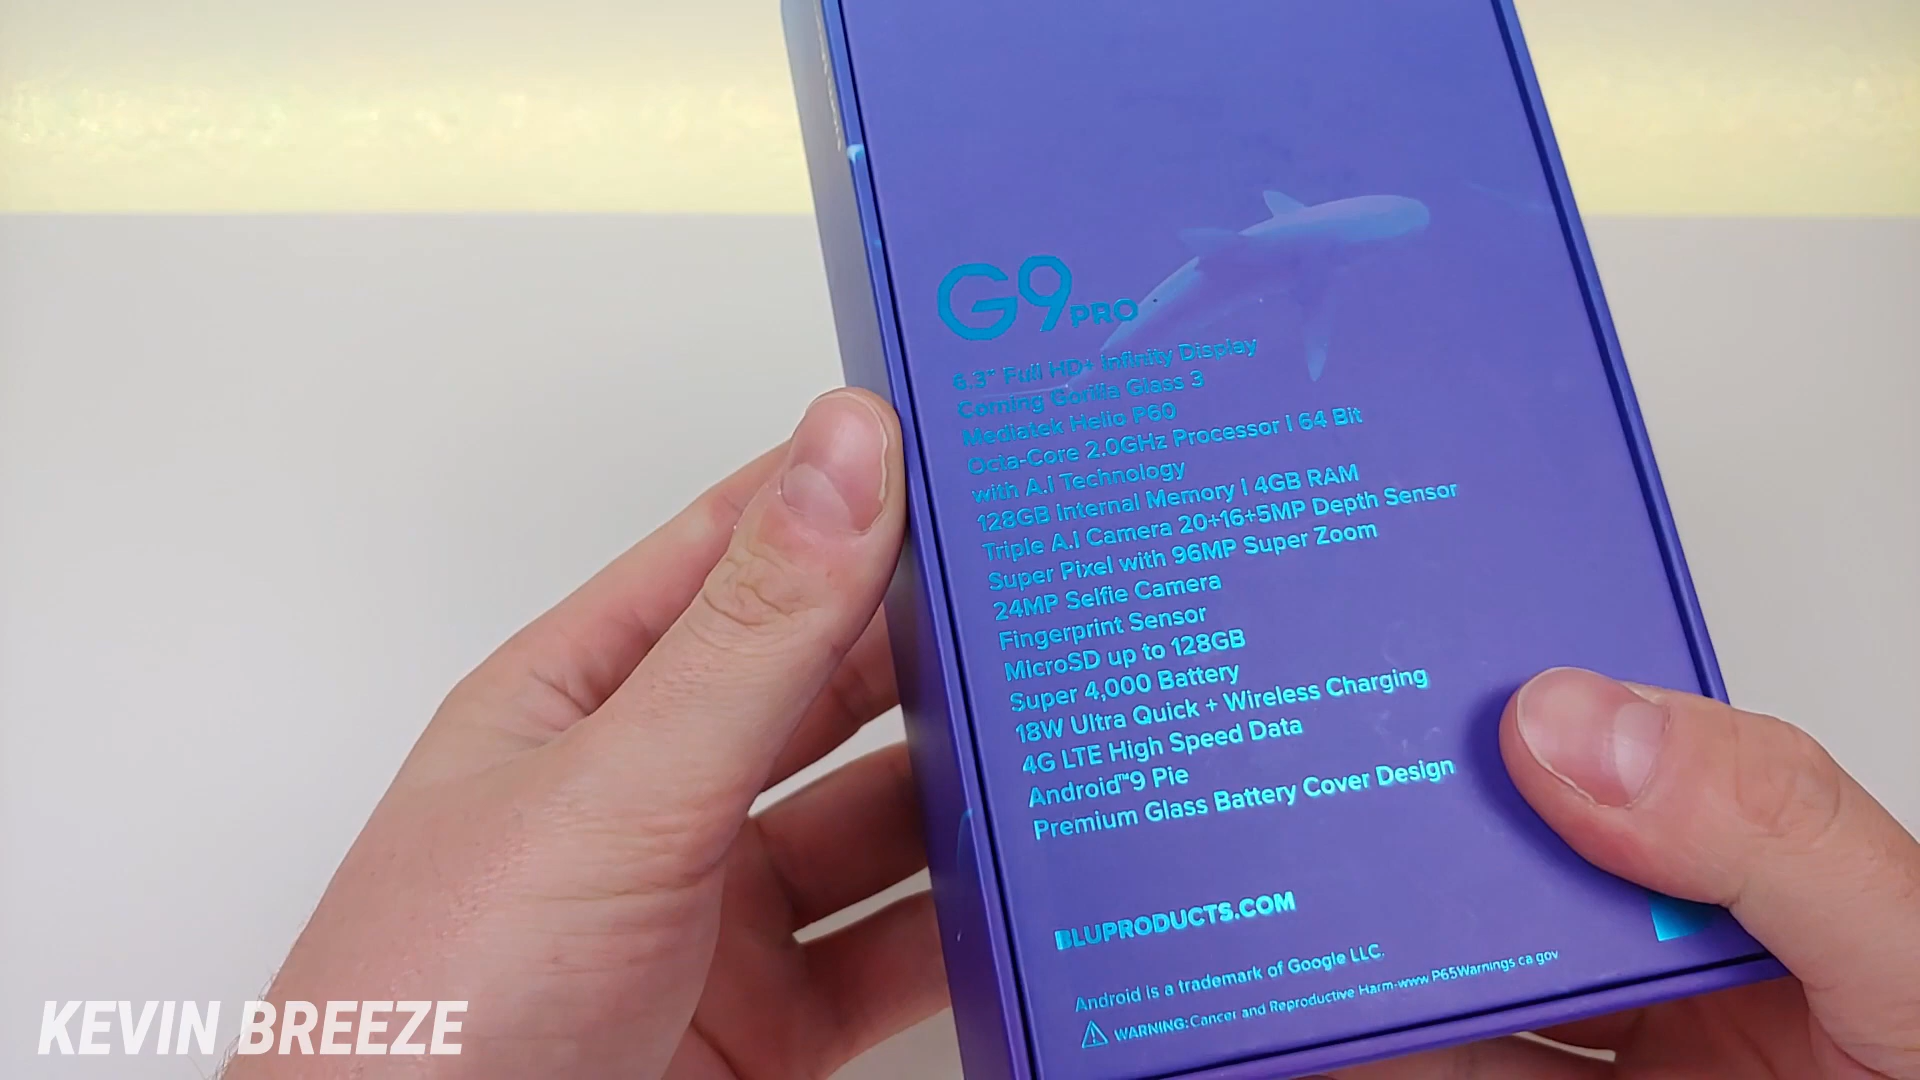 G9 PRO
6.3" Full HD+ Infinity Display
Corning Gorilla Glass 3
Mediatek Helio P60
Octa-Core 2.0GHz Processor | 64 Bit
with A.i Technology
128GB Internal Memory | 4GB RAM
Triple A.I Camera 20+16+5MP Depth Sensor
Super Pixel with 96MP Super Zoom
24MP Selfie Camera
Fingerprint Sensor
MicroSD up to 128GB
Super 4,000 Battery
18W Ultra Quick + Wireless Charging
4G LTE High Speed Data
Android™9 Pie
Premium Glass Battery Cover Design
BLUPRODUCTS.COM
Android is a trademark of Google LLC.
WARNING:Cancer and Reproductive Harm-www P65Warnings ca gov
KEVIN BREEZE